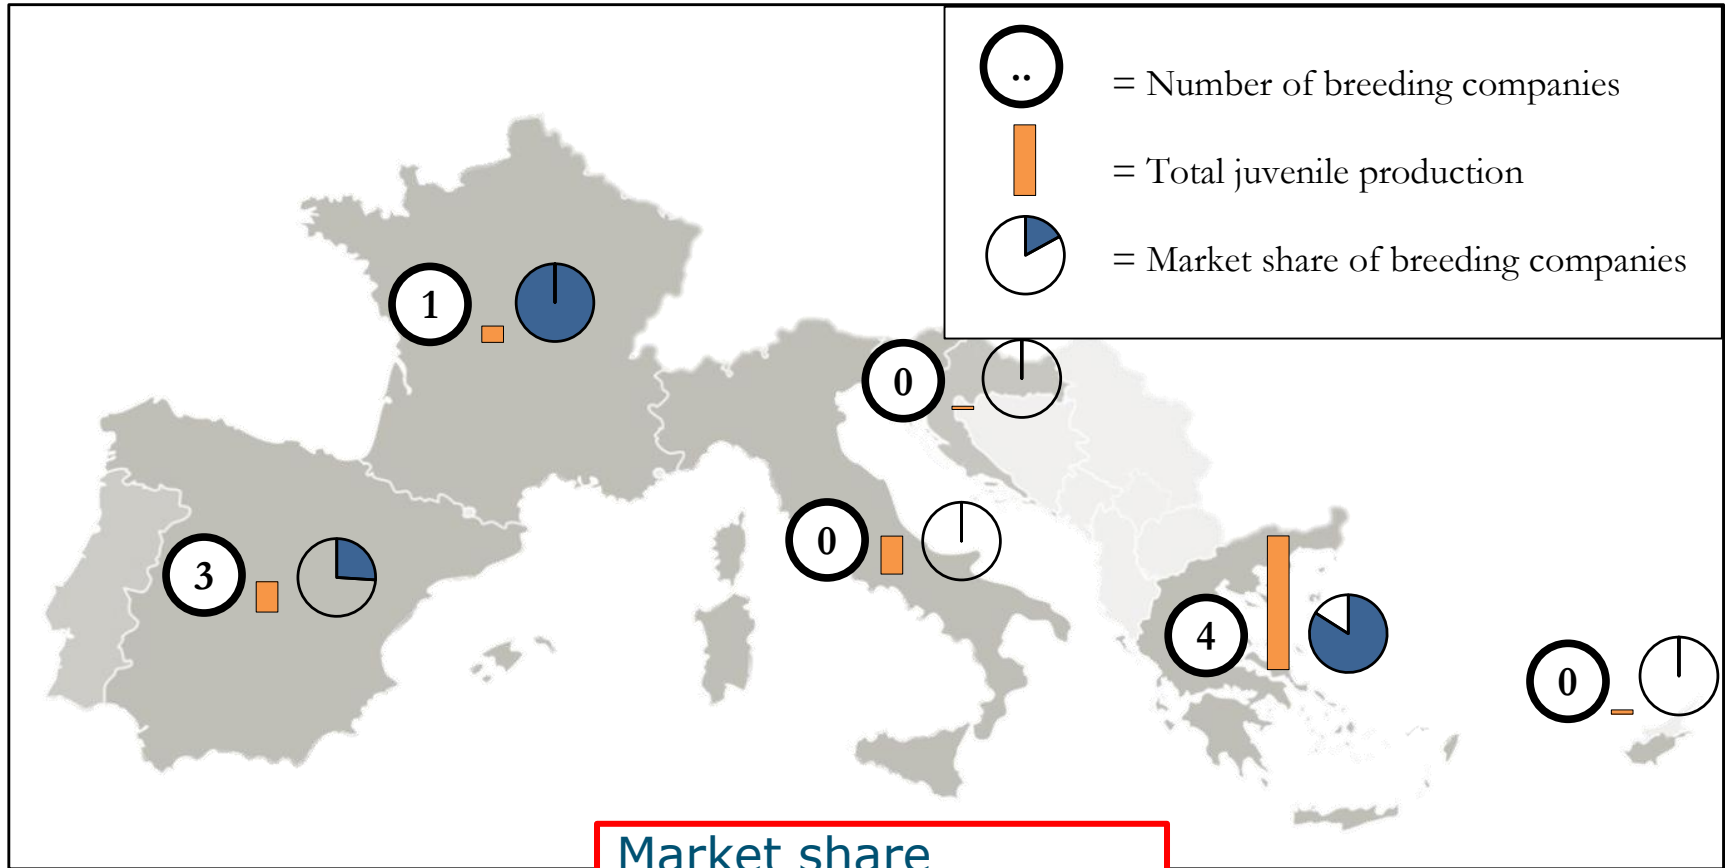 ..
= Number of breeding companies
= Total juvenile production
= Market share of breeding companies
1
0
0
3
4
0
Market share